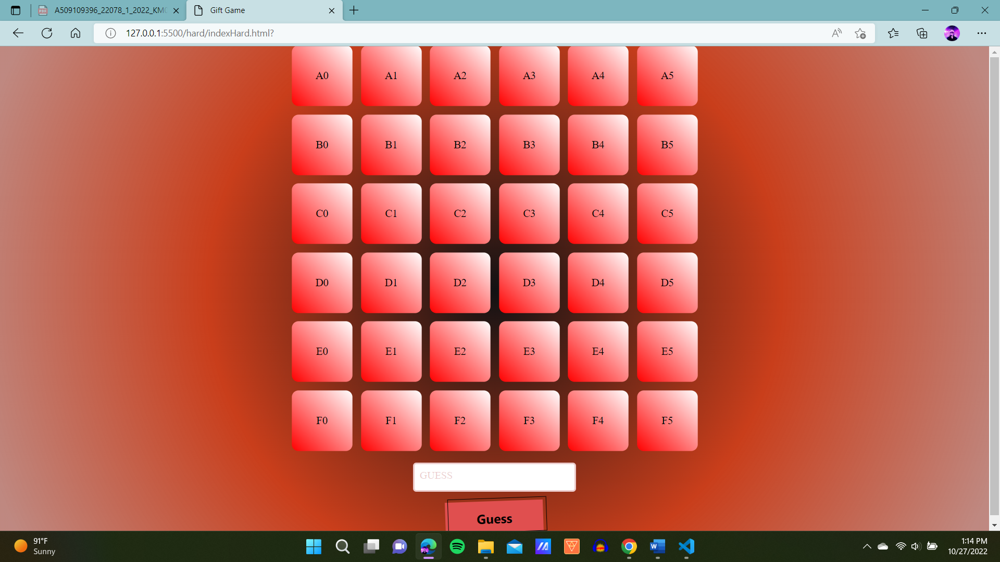 A509109396_22078_1_2022_KM
Gift Game
127.0.0.1:5500/hard/indexHard.html?
A0 A1 A2 A3 A4 A5
B0 B1 B2 B3 B4 B5
C0 C1 C2 C3 C4 C5
D0 D1 D2 D3 D4 D5
E0 E1 E2 E3 E4 E5
F0 F1 F2 F3 F4 F5
GUESS
Guess
91°F
Sunny
1:14 PM
10/27/2022